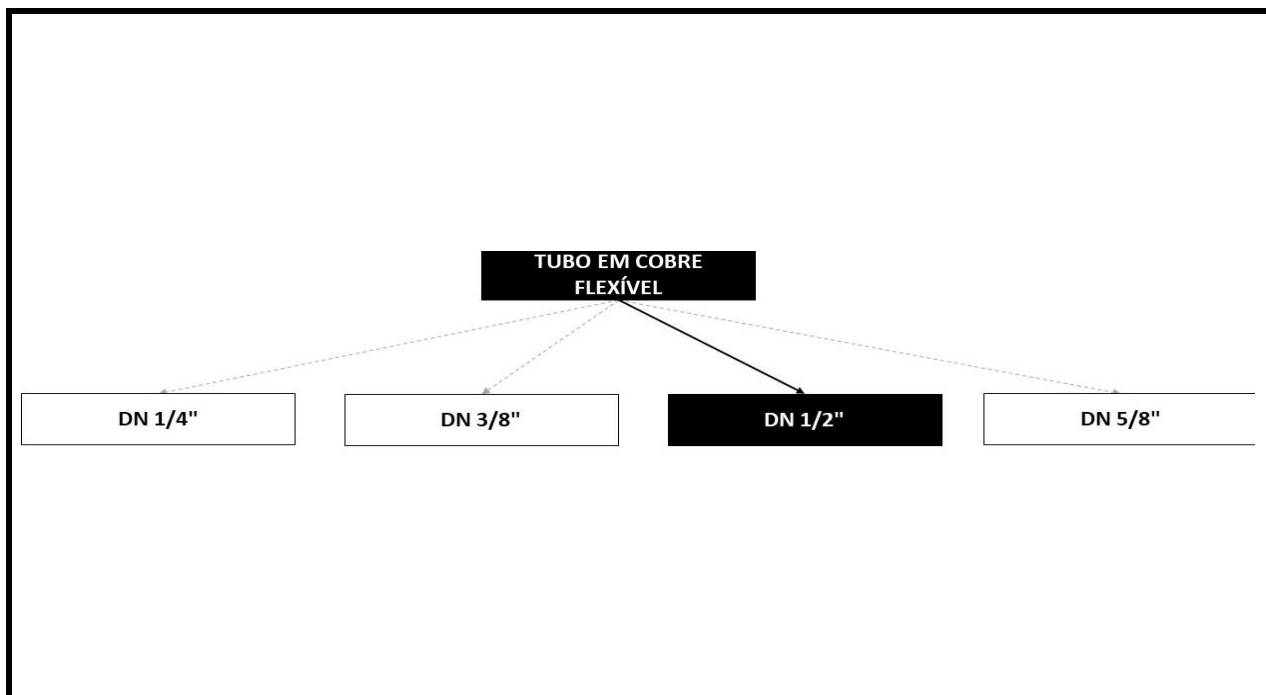 TUBO EM COBRE
FLEXÍVEL
DN 1/4"
DN 3/8"
DN 1/2"
DN 5/8"